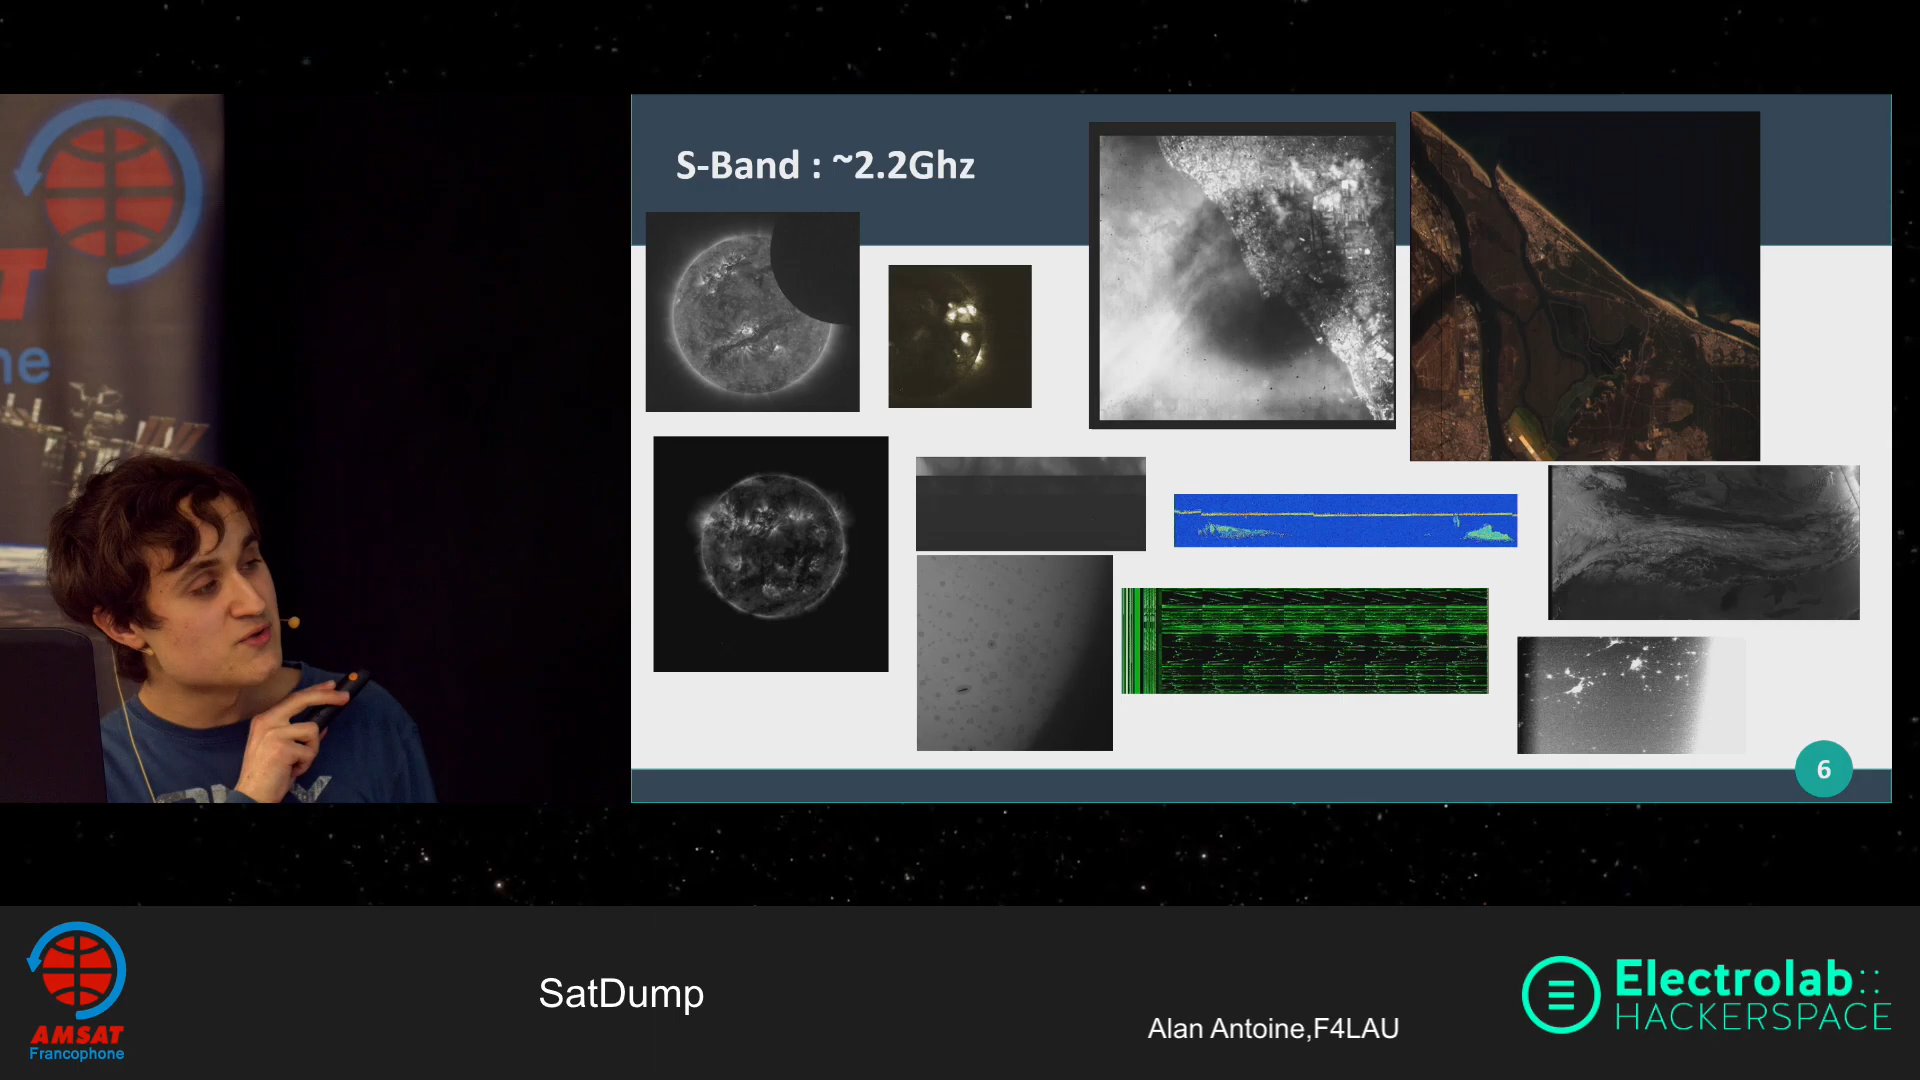 S-Band : ~2.2Ghz
6
SatDump
Alan Antoine,F4LAU
AMSAT
Francophone
Electrolab
HACKERSPACE